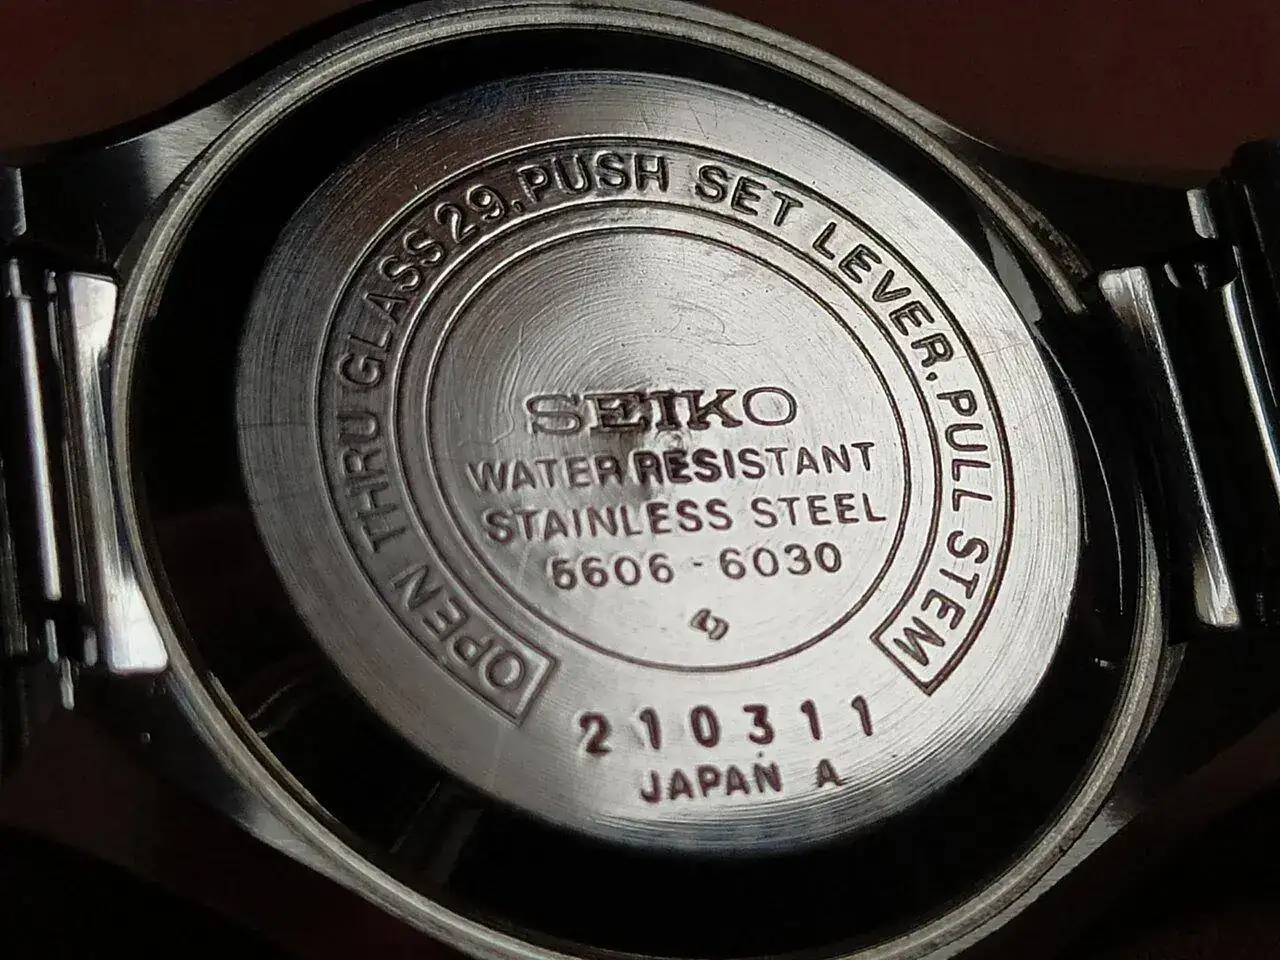 OPEN THRU GLASS 29, PUSH SET LEVER, PULL STEM
SEIKO
WATER RESISTANT
STAINLESS STEEL
5606-6030
210311
JAPAN A